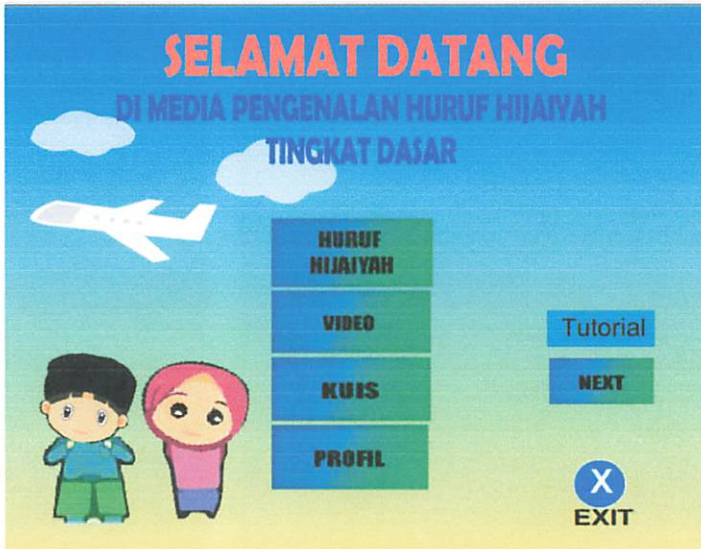 SELAMAT DATANG
DI MEDIA PENGENALAN HURUF HIJAIYAH
TINGKAT DASAR
HURUF
HIJAIYAH
VIDEO
KUIS
PROFIL
Tutorial
NEXT
X
EXIT